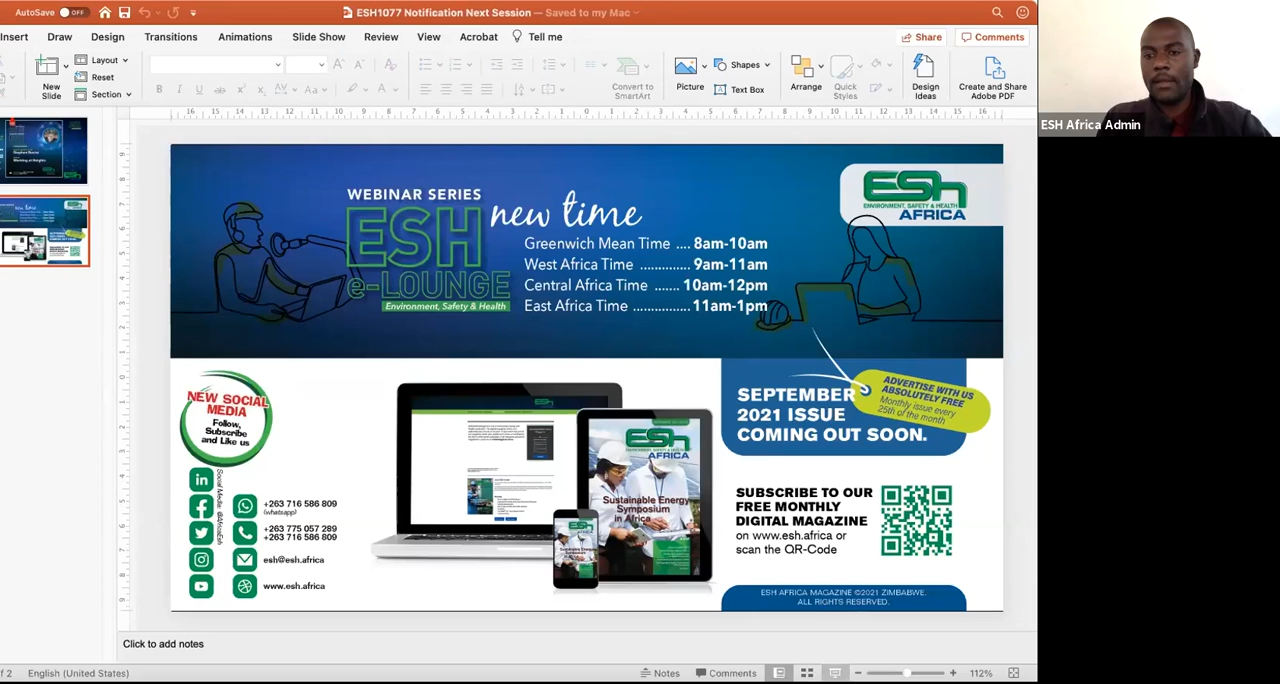 AutoSave OFF
ESH1077 Notification Next Session — Saved to my Mac
Insert Draw Design Transitions Animations Slide Show Review View Acrobat Tell me
Share Comments
New Slide
Layout
Reset
Section
Convert to SmartArt
Picture
Shapes
Text Box
Arrange
Quick Styles
Design Ideas
Create and Share Adobe PDF
ESH Africa Admin
WEBINAR SERIES
ESH
e-LOUNGE
Environment, Safety & Health
new time
Greenwich Mean Time .... 8am-10am
West Africa Time ............. 9am-11am
Central Africa Time ....... 10am-12pm
East Africa Time ................ 11am-1pm
ESh
ENVIRONMENT, SAFETY & HEALTH
AFRICA
NEW SOCIAL
MEDIA
Follow,
Subscribe
and Like us
Social Media: @AfricaEsh
+263 716 586 809
(whatsapp)
+263 775 057 289
+263 716 586 809
esh@esh.africa
www.esh.africa
ESh
AFRICA
Sustainable Energy
Symposium
in Africa
SEPTEMBER
2021 ISSUE
COMING OUT SOON.
ADVERTISE WITH US
ABSOLUTELY FREE
Monthly issue every
25th of the month
SUBSCRIBE TO OUR
FREE MONTHLY
DIGITAL MAGAZINE
on www.esh.africa or
scan the QR-Code
ESH AFRICA MAGAZINE ©2021 ZIMBABWE.
ALL RIGHTS RESERVED.
Click to add notes
of 2 English (United States)
Notes Comments 112%